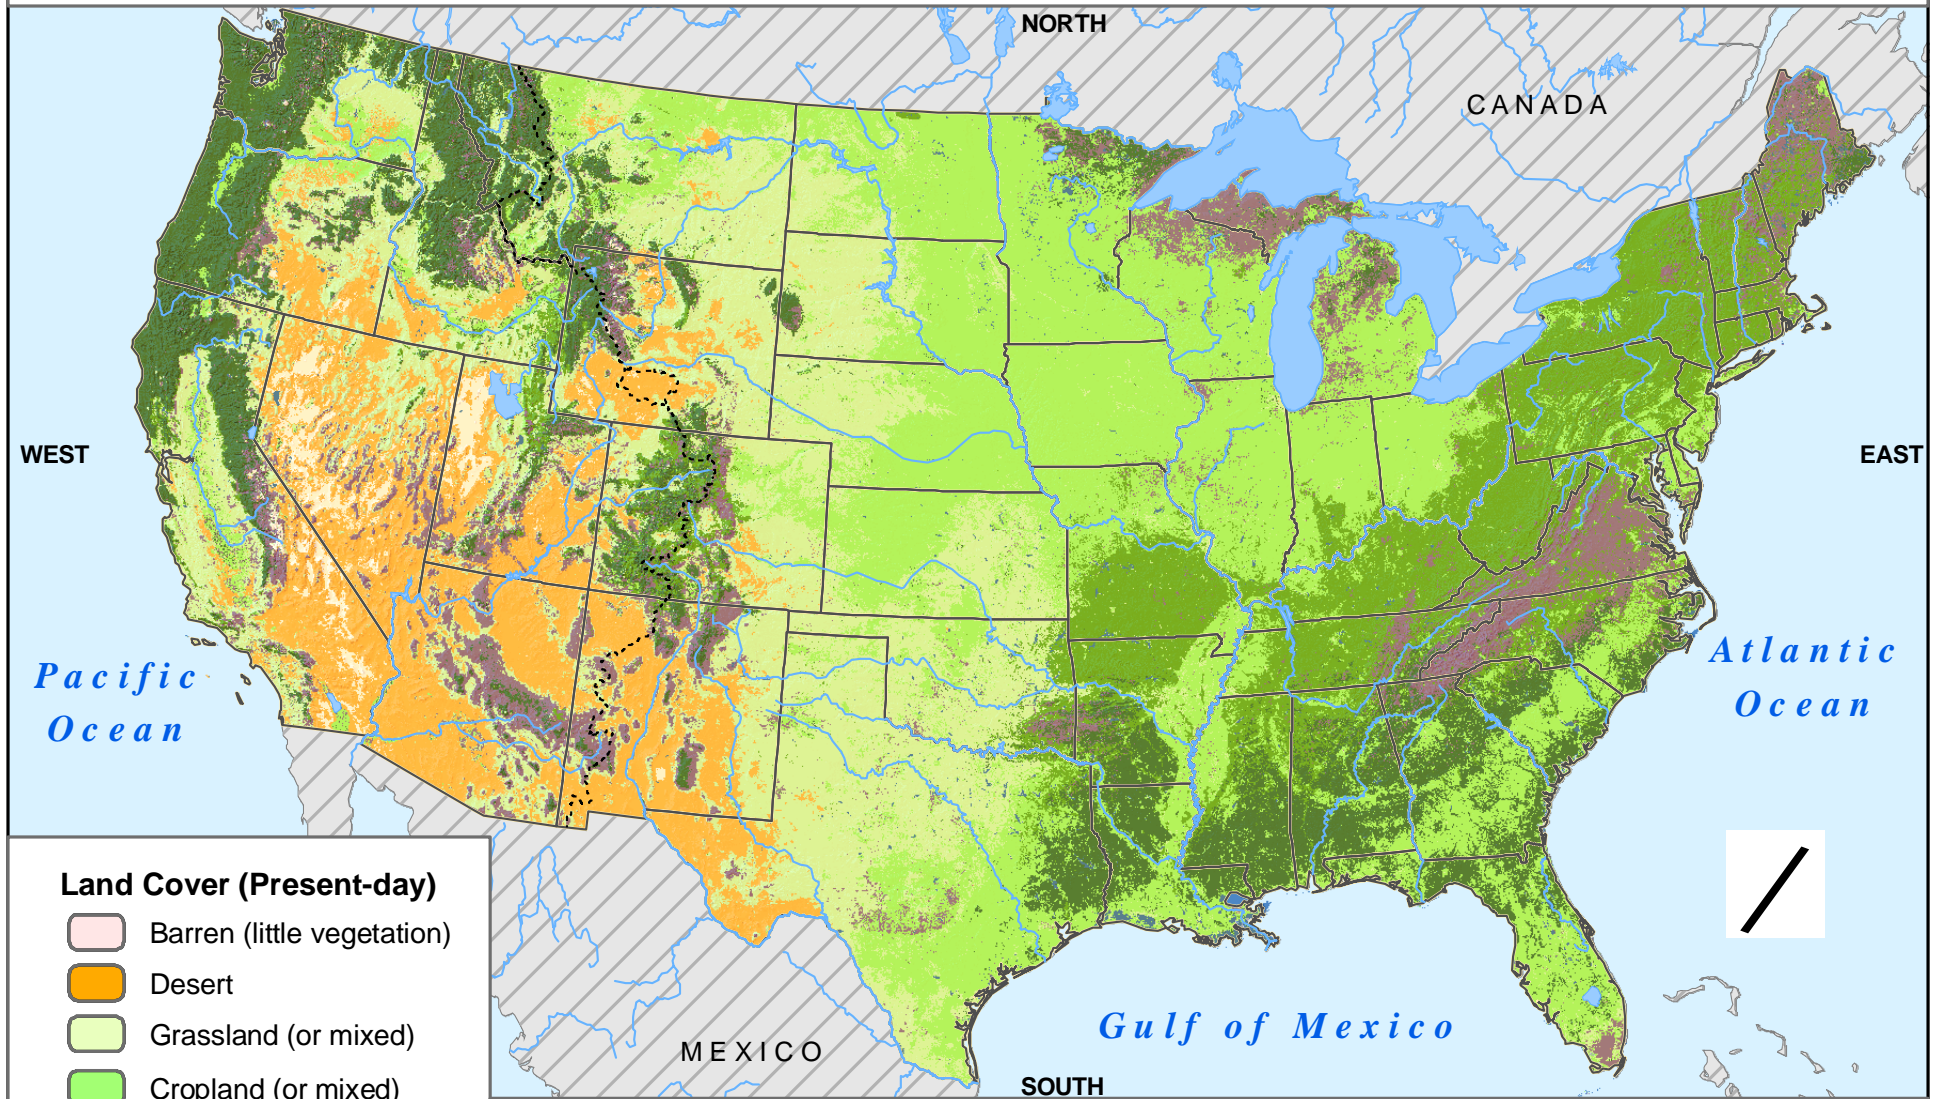 NORTH
CANADA
WEST
EAST
Pacific
Ocean
Atlantic
Ocean
Land Cover (Present-day)
Barren (little vegetation)
Desert
Grassland (or mixed)
Cropland (or mixed)
MEXICO
Gulf of Mexico
SOUTH